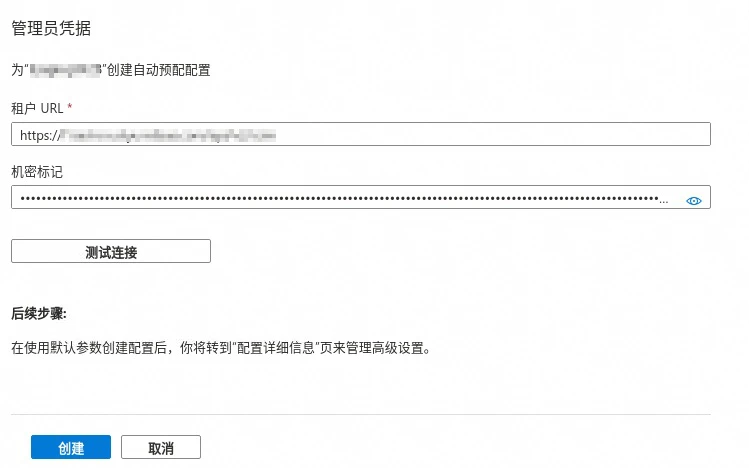 管理员凭据
为“”创建自动预配配置
租户 URL *
https://
机密标记
测试连接
后续步骤:
在使用默认参数创建配置后，你将转到“配置详细信息”页来管理高级设置。
创建
取消